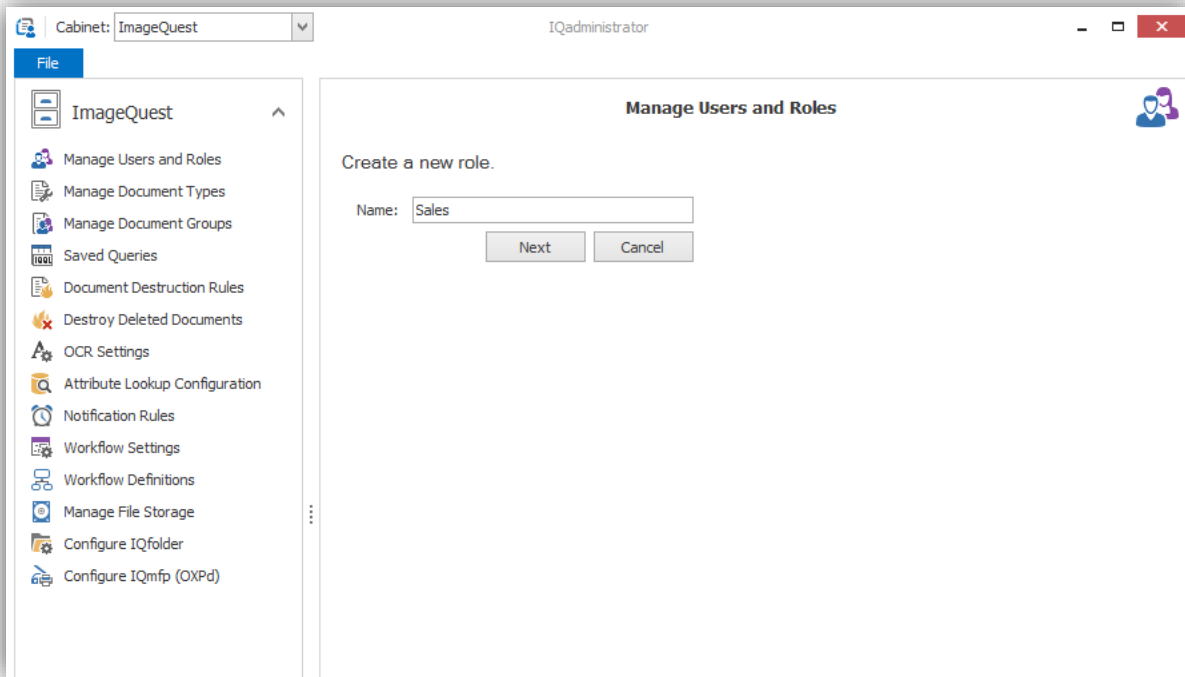 Cabinet: ImageQuest
IQadministrator
File
ImageQuest
Manage Users and Roles
Manage Document Types
Manage Document Groups
Saved Queries
Document Destruction Rules
Destroy Deleted Documents
OCR Settings
Attribute Lookup Configuration
Notification Rules
Workflow Settings
Workflow Definitions
Manage File Storage
Configure IQfolder
Configure IQmfp (OXPd)
Manage Users and Roles
Create a new role.
Name: Sales
Next Cancel